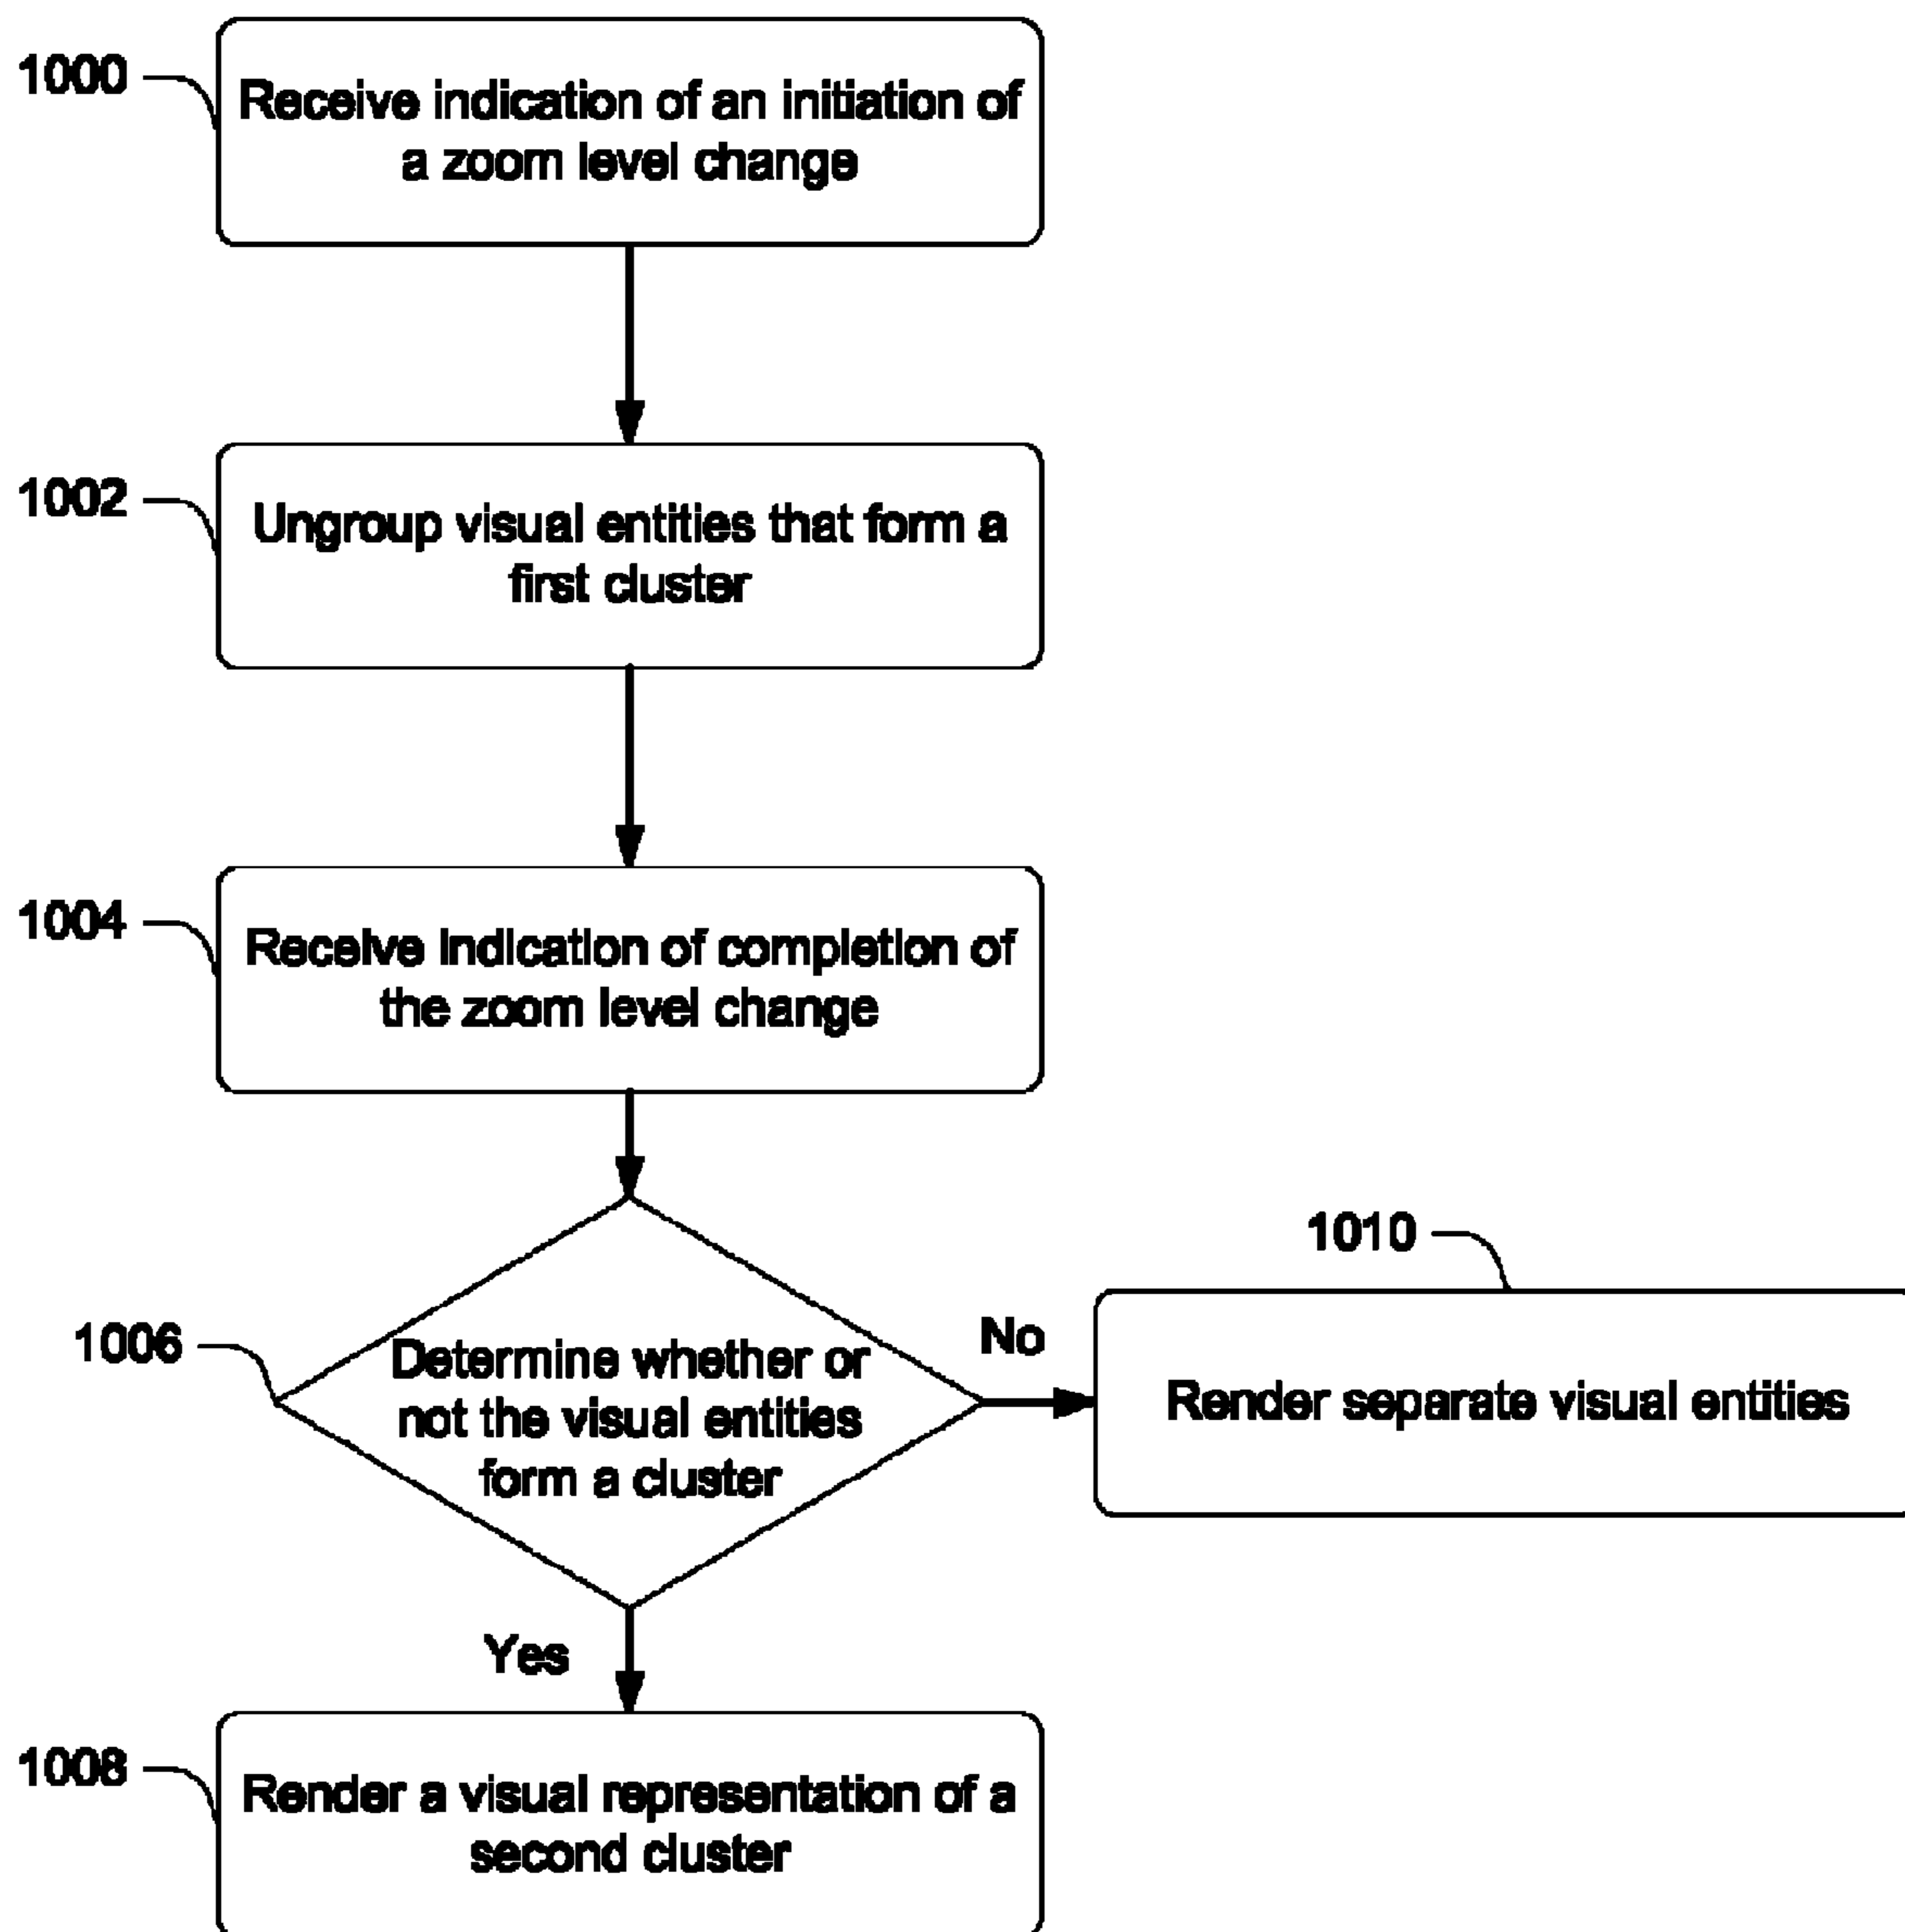 1000
Receive indication of an initiation of
a zoom level change
1002
Ungroup visual entities that form a
first cluster
1004
Receive indication of completion of
the zoom level change
1006
Determine whether or
not the visual entities
form a cluster
No
1010
Render separate visual entities
Yes
1008
Render a visual representation of a
second cluster